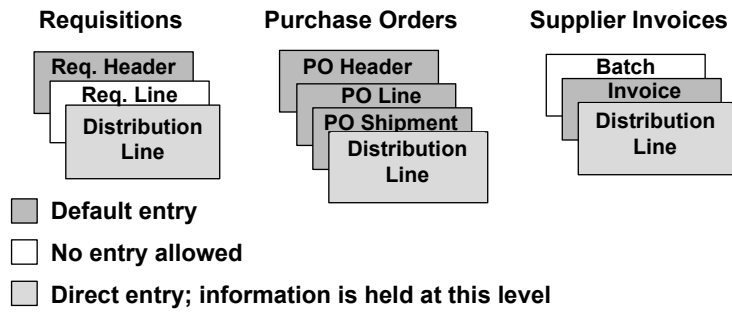 Requisitions
Purchase Orders
Supplier Invoices
Req. Header
Req. Line
Distribution
Line
PO Header
PO Line
PO Shipment
Distribution
Line
Batch
Invoice
Distribution
Line
Default entry
No entry allowed
Direct entry; information is held at this level